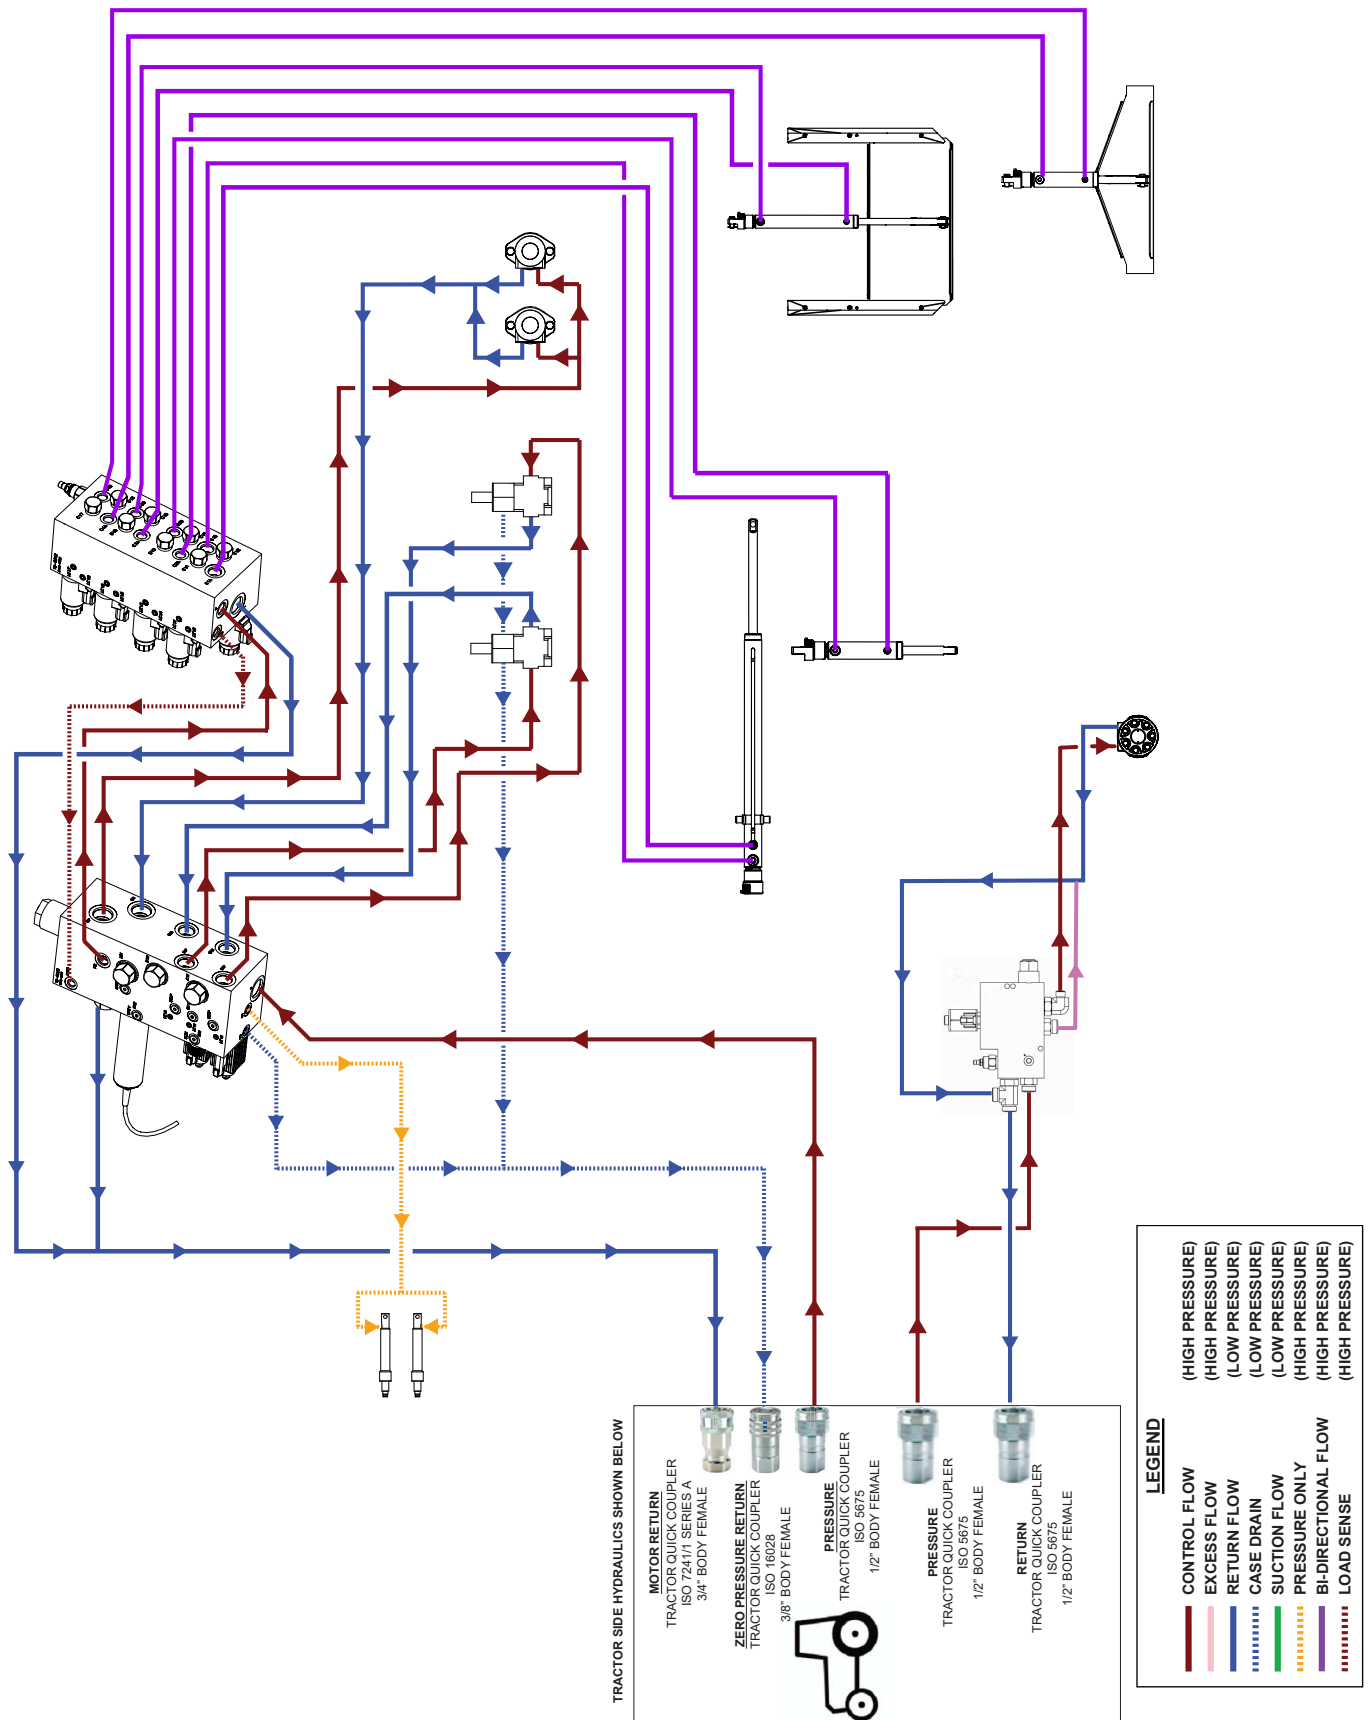 TRACTOR SIDE HYDRAULICS SHOWN BELOW
MOTOR RETURN
TRACTOR QUICK COUPLER
ISO 7241/1 SERIES A
3/4" BODY FEMALE
ZERO PRESSURE RETURN
TRACTOR QUICK COUPLER
ISO 16028
3/8" BODY FEMALE
PRESSURE
TRACTOR QUICK COUPLER
ISO 5675
1/2" BODY FEMALE
PRESSURE
TRACTOR QUICK COUPLER
ISO 5675
1/2" BODY FEMALE
RETURN
TRACTOR QUICK COUPLER
ISO 5675
1/2" BODY FEMALE
LEGEND
CONTROL FLOW (HIGH PRESSURE)
EXCESS FLOW (HIGH PRESSURE)
RETURN FLOW (LOW PRESSURE)
CASE DRAIN (LOW PRESSURE)
SUCTION FLOW (LOW PRESSURE)
PRESSURE ONLY (HIGH PRESSURE)
BI-DIRECTIONAL FLOW (HIGH PRESSURE)
LOAD SENSE (HIGH PRESSURE)